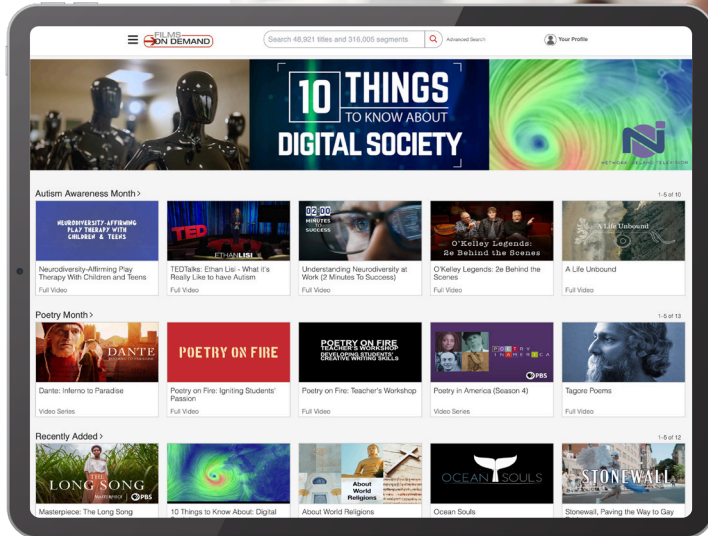 FILMS
ON DEMAND
Search 48,921 titles and 316,005 segments
Advanced Search
Your Profile
10 THINGS
TO KNOW ABOUT
DIGITAL SOCIETY
NETWORK IRELAND TELEVISION
Autism Awareness Month >
1-5 of 10
NEURODIVERSITY-AFFIRMING
PLAY THERAPY WITH
CHILDREN & TEENS
TED
ETHAN LISI
02:00
MINUTES
TO
SUCCESS
O'Kelley Legends:
2e Behind the Scenes
A Life Unbound
Neurodiversity-Affirming Play
Therapy With Children and Teens
Full Video
TEDTalks: Ethan Lisi - What it's
Really Like to have Autism
Full Video
Understanding Neurodiversity at
Work (2 Minutes To Success)
Full Video
O'Kelley Legends: 2e Behind the
Scenes
Full Video
A Life Unbound
Full Video
Poetry Month >
1-5 of 13
DANTE
POETRY ON FIRE
POETRY ON FIRE
TEACHER'S WORKSHOP
DEVELOPING STUDENTS'
CREATIVE WRITING SKILLS
POETRY
IN AMERICA
PBS
Dante: Inferno to Paradise
Video Series
Poetry on Fire: Igniting Students'
Passion
Full Video
Poetry on Fire: Teacher's Workshop
Full Video
Poetry in America (Season 4)
Video Series
Tagore Poems
Full Video
Recently Added >
1-5 of 12
THE
LONG SONG
MASTERPIECE
PBS
About
World
Religions
OCEAN SOULS
STONEWALL
Masterpiece: The Long Song
10 Things to Know About: Digital
About World Religions
Ocean Souls
Stonewall, Paving the Way to Gay